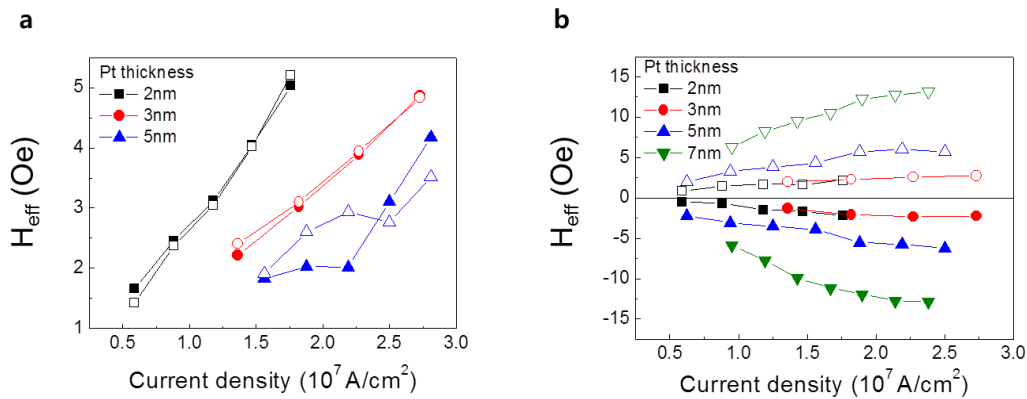 a
H_eff (Oe)
5
4
3
2
1
Pt thickness
2nm
3nm
5nm
0.5 1.0 1.5 2.0 2.5 3.0
Current density (10^7 A/cm^2)
b
H_eff (Oe)
15
10
5
0
-5
-10
-15
Pt thickness
2nm
3nm
5nm
7nm
0.5 1.0 1.5 2.0 2.5 3.0
Current density (10^7 A/cm^2)